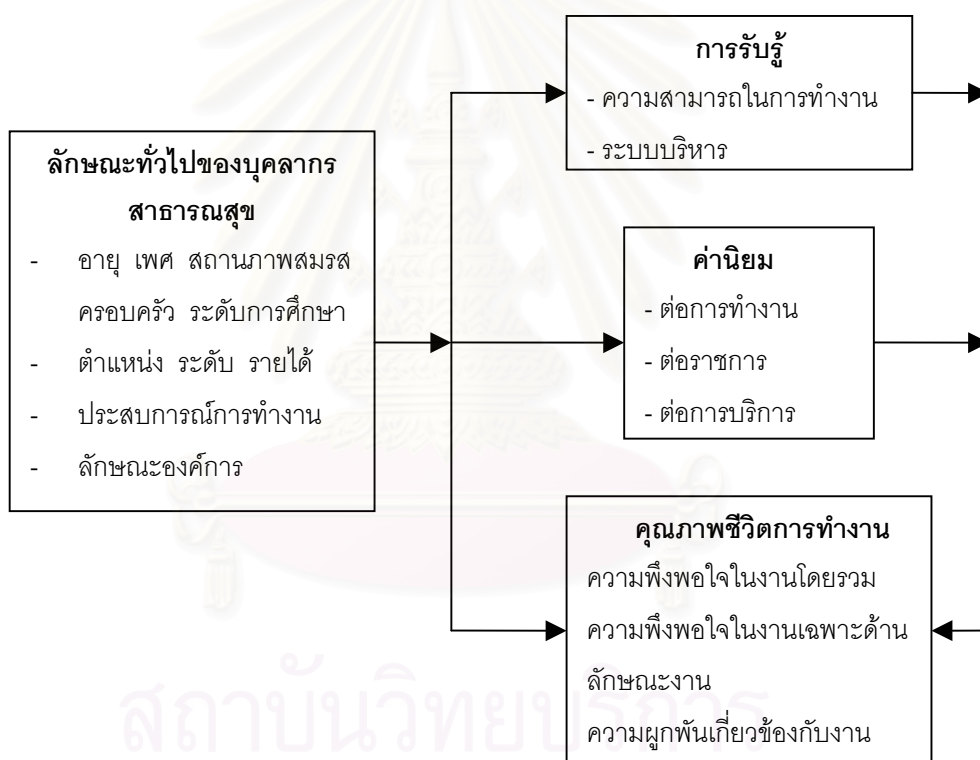 การรับรู้
- ความสามารถในการทำงาน
- ระบบบริหาร
ลักษณะทั่วไปของบุคลากร
สาธารณสุข
- อายุ เพศ สถานภาพสมรส
ครอบครัว ระดับการศึกษา
- ตำแหน่ง ระดับ รายได้
- ประสบการณ์การทำงาน
- ลักษณะองค์การ
ค่านิยม
- ต่อการทำงาน
- ต่อราชการ
- ต่อการบริการ
คุณภาพชีวิตการทำงาน
ความพึงพอใจในงานโดยรวม
ความพึงพอใจในงานเฉพาะด้าน
ลักษณะงาน
ความผูกพันเกี่ยวข้องกับงาน
สถาบันวิทยบริการ